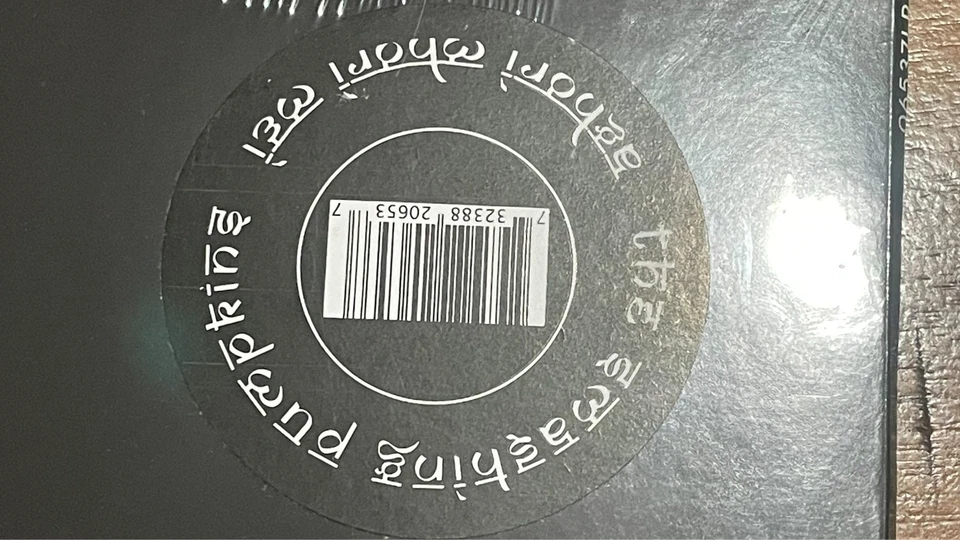 the smashing pumpkins
aghori mhori mei
7 32388 20653 7